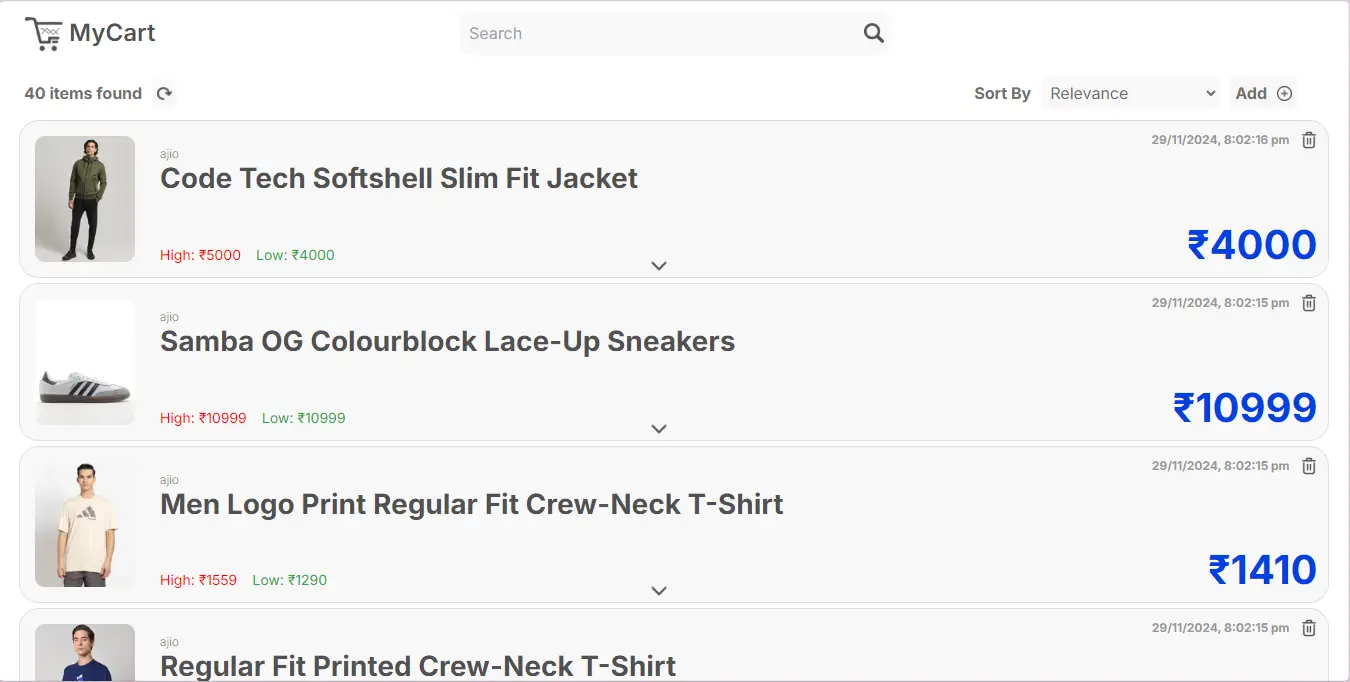 MyCart
Search
40 items found
Sort By Relevance Add
29/11/2024, 8:02:16 pm
ajio
Code Tech Softshell Slim Fit Jacket
High: ₹5000 Low: ₹4000
₹4000
29/11/2024, 8:02:15 pm
ajio
Samba OG Colourblock Lace-Up Sneakers
High: ₹10999 Low: ₹10999
₹10999
29/11/2024, 8:02:15 pm
ajio
Men Logo Print Regular Fit Crew-Neck T-Shirt
High: ₹1559 Low: ₹1290
₹1410
29/11/2024, 8:02:15 pm
ajio
Regular Fit Printed Crew-Neck T-Shirt